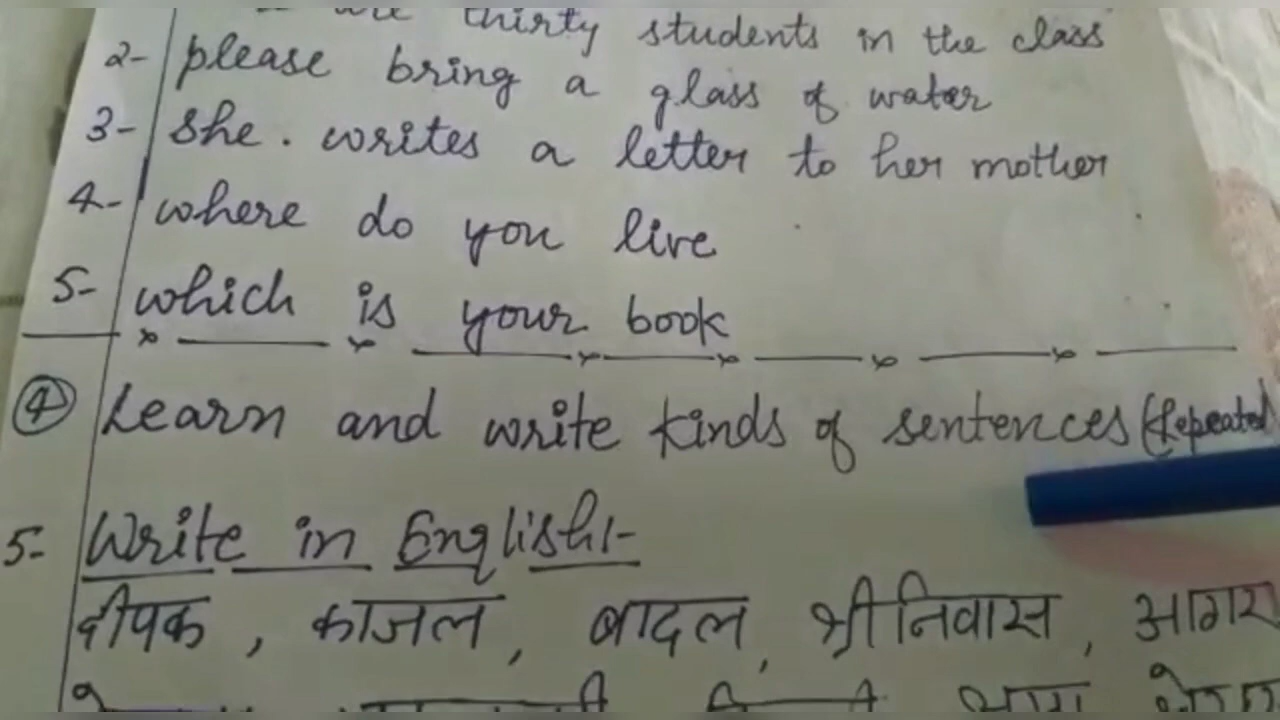 are thirty students in the class
2- please bring a glass of water
3- she. writes a letter to her mother
4- where do you live
5- which is your book
④ Learn and write kinds of sentences (Repeated)
5- Write in English:-
दीपक, काजल, बादल, श्रीनिवास, आगरा